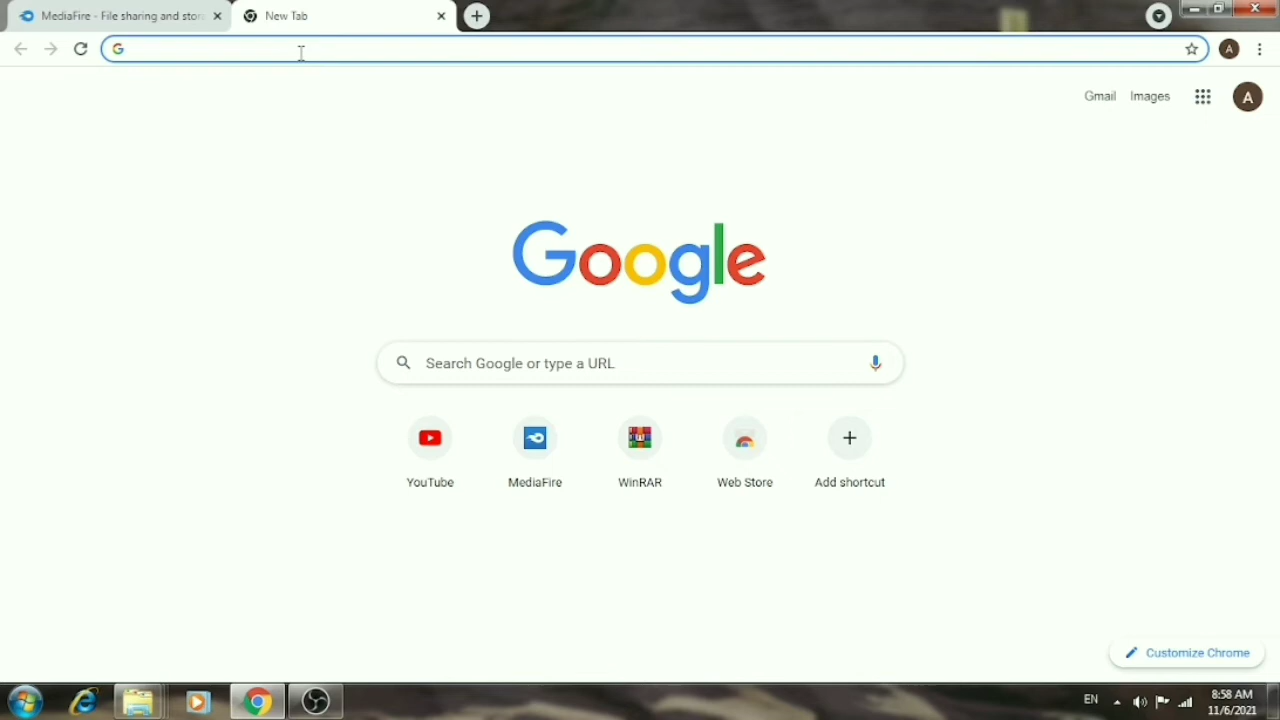 MediaFire - File sharing and stor
New Tab
A
Gmail
Images
A
Google
Search Google or type a URL
YouTube
MediaFire
WinRAR
Web Store
Add shortcut
Customize Chrome
EN
8:58 AM
11/6/2021